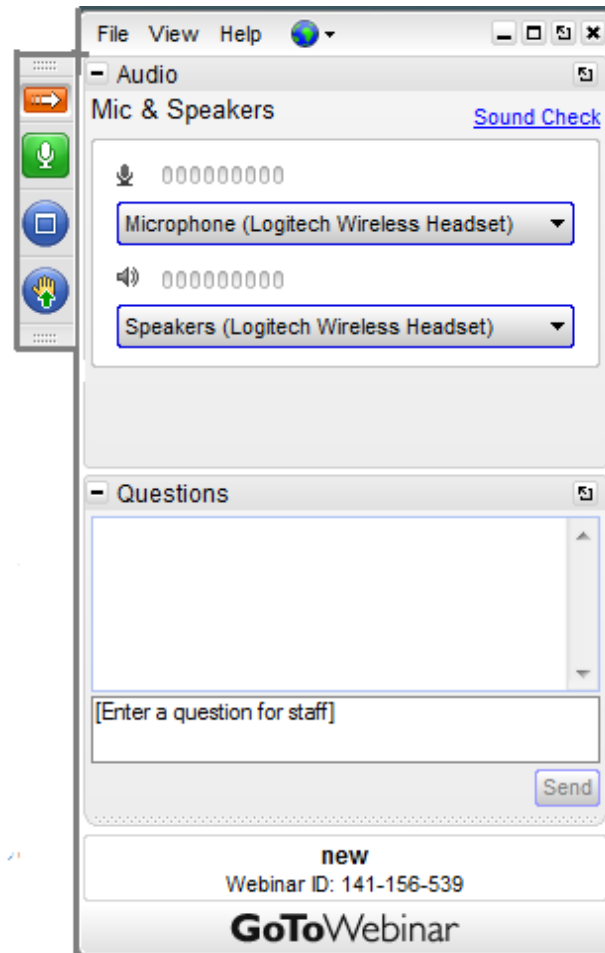 File View Help
Audio
Mic & Speakers
Sound Check
000000000
Microphone (Logitech Wireless Headset)
000000000
Speakers (Logitech Wireless Headset)
Questions
[Enter a question for staff]
Send
new
Webinar ID: 141-156-539
GoToWebinar